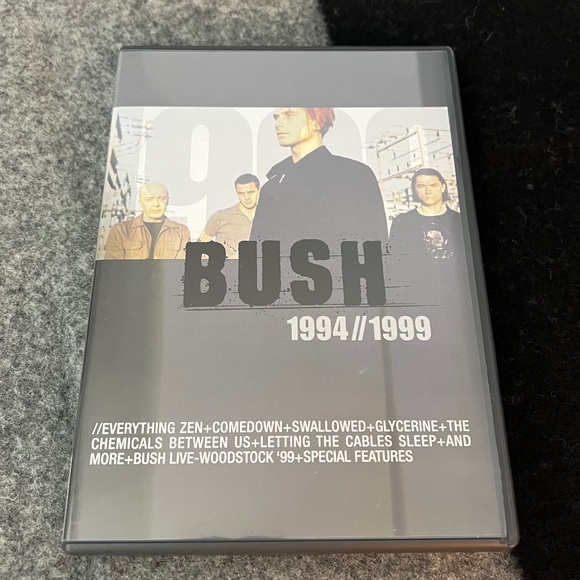 1999
BUSH
1994//1999
//EVERYTHING ZEN+COMEDOWN+SWALLOWED+GLYCERINE+THE
CHEMICALS BETWEEN US+LETTING THE CABLES SLEEP+AND
MORE+BUSH LIVE-WOODSTOCK '99+SPECIAL FEATURES